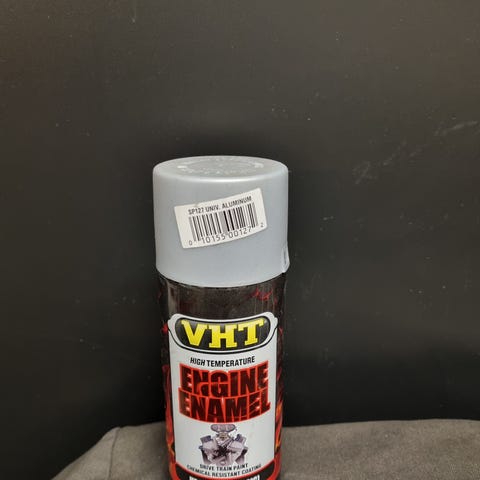 SP127 UNIV. ALUMINUM
0 10155 00127 2
VHT
HIGH TEMPERATURE
ENGINE
ENAMEL
DRIVE TRAIN PAINT
CHEMICAL RESISTANT COATING